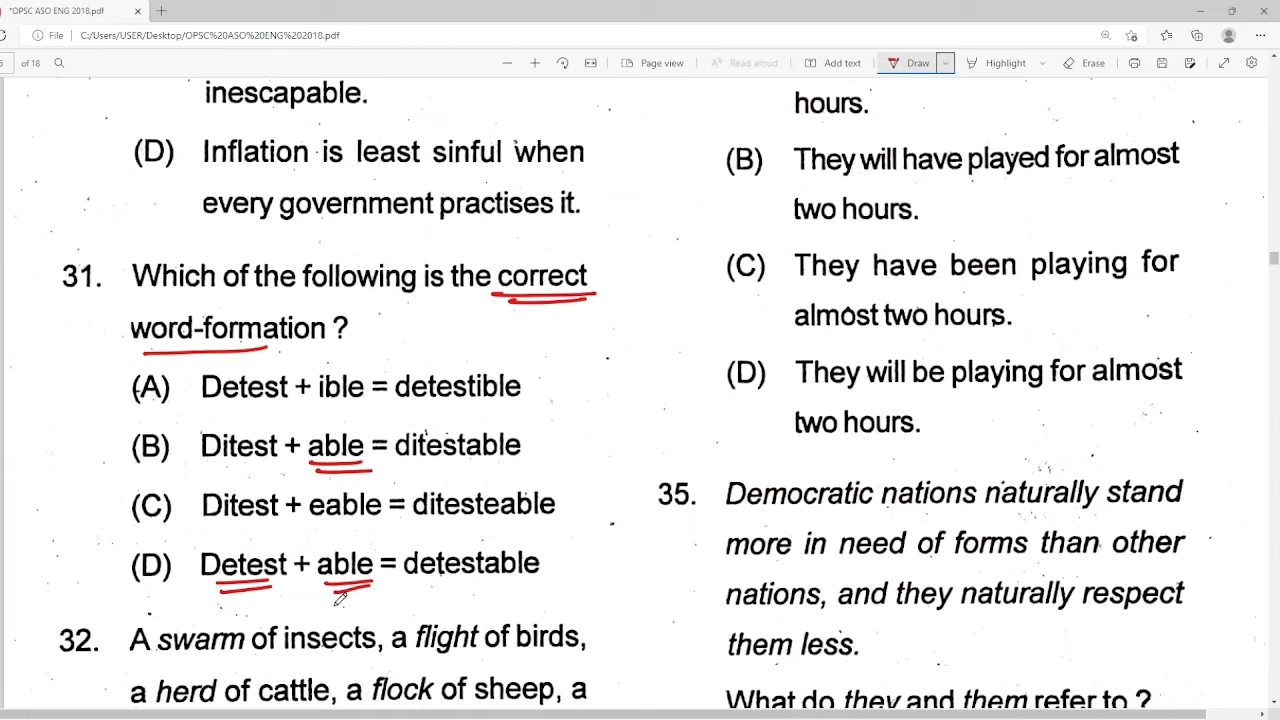 *OPSC ASO ENG 2018.pdf
File C:/Users/USER/Desktop/OPSC%20ASO%20ENG%202018.pdf
of 18 Page view Read aloud Add text Draw Highlight Erase
inescapable.
(D) Inflation is least sinful when
every government practises it.
31. Which of the following is the correct
word-formation ?
(A) Detest + ible = detestible
(B) Ditest + able = ditestable
(C) Ditest + eable = ditesteable
(D) Detest + able = detestable
32. A swarm of insects, a flight of birds,
a herd of cattle, a flock of sheep, a
hours.
(B) They will have played for almost
two hours.
(C) They have been playing for
almost two hours.
(D) They will be playing for almost
two hours.
35. Democratic nations naturally stand
more in need of forms than other
nations, and they naturally respect
them less.
What do they and them refer to ?